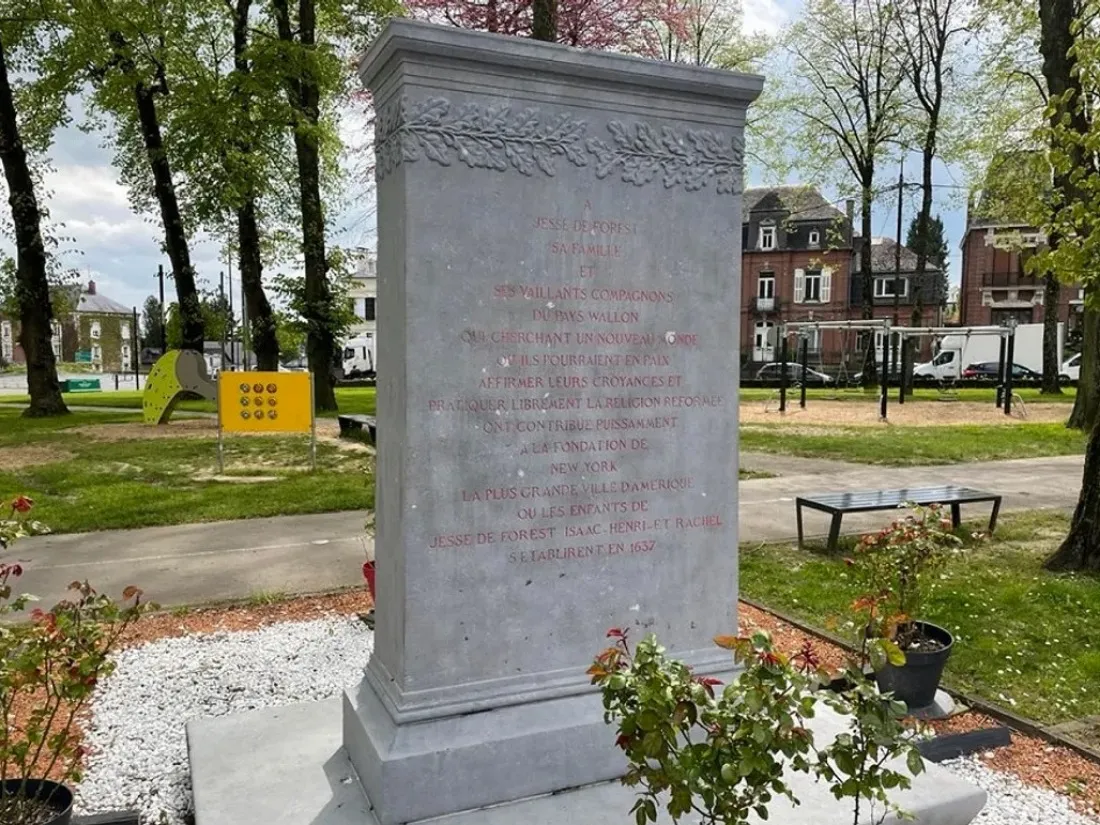 A
JESSE DE FOREST
SA FAMILLE
ET
SES VAILLANTS COMPAGNONS
DU PAYS WALLON
QUI CHERCHANT UN NOUVEAU MONDE
OU ILS POURRAIENT EN PAIX
AFFIRMER LEURS CROYANCES ET
PRATIQUER LIBREMENT LA RELIGION REFORMEE
ONT CONTRIBUE PUISSAMMENT
A LA FONDATION DE
NEW YORK
LA PLUS GRANDE VILLE D'AMERIQUE
OU LES ENFANTS DE
JESSE DE FOREST ISAAC-HENRI-ET RACHEL
S'ETABLIRENT EN 1637